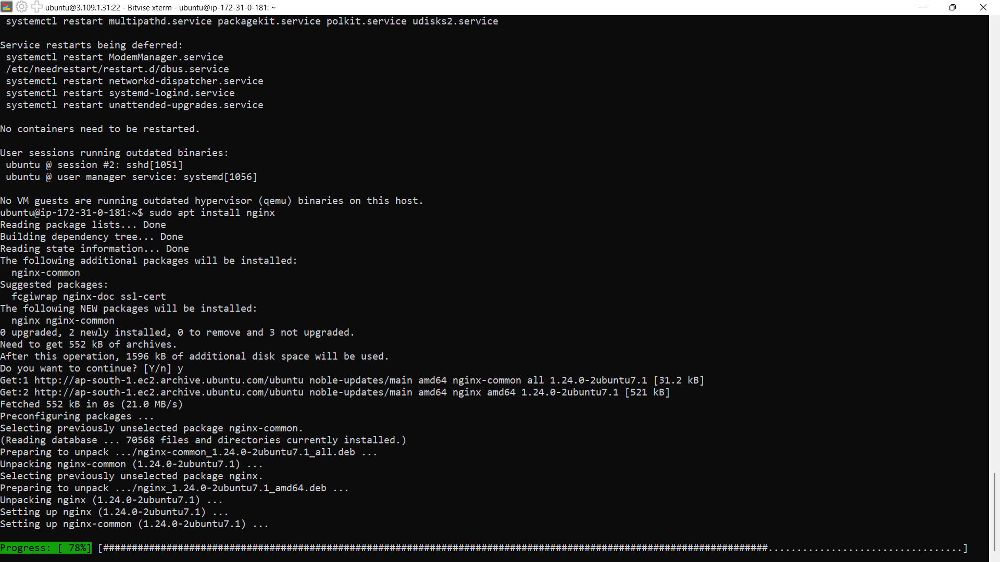 ubuntu@3.109.1.31:22 - Bitvise xterm - ubuntu@ip-172-31-0-181: ~
systemctl restart multipathd.service packagekit.service polkit.service udisks2.service
Service restarts being deferred:
systemctl restart ModemManager.service
/etc/needrestart/restart.d/dbus.service
systemctl restart networkd-dispatcher.service
systemctl restart systemd-logind.service
systemctl restart unattended-upgrades.service
No containers need to be restarted.
User sessions running outdated binaries:
ubuntu @ session #2: sshd[1051]
ubuntu @ user manager service: systemd[1056]
No VM guests are running outdated hypervisor (qemu) binaries on this host.
ubuntu@ip-172-31-0-181:~$ sudo apt install nginx
Reading package lists... Done
Building dependency tree... Done
Reading state information... Done
The following additional packages will be installed:
nginx-common
Suggested packages:
fcgiwrap nginx-doc ssl-cert
The following NEW packages will be installed:
nginx nginx-common
0 upgraded, 2 newly installed, 0 to remove and 3 not upgraded.
Need to get 552 kB of archives.
After this operation, 1596 kB of additional disk space will be used.
Do you want to continue? [Y/n] y
Get:1 http://ap-south-1.ec2.archive.ubuntu.com/ubuntu noble-updates/main amd64 nginx-common all 1.24.0-2ubuntu7.1 [31.2 kB]
Get:2 http://ap-south-1.ec2.archive.ubuntu.com/ubuntu noble-updates/main amd64 nginx amd64 1.24.0-2ubuntu7.1 [521 kB]
Fetched 552 kB in 0s (21.0 MB/s)
Preconfiguring packages ...
Selecting previously unselected package nginx-common.
(Reading database ... 70568 files and directories currently installed.)
Preparing to unpack .../nginx-common_1.24.0-2ubuntu7.1_all.deb ...
Unpacking nginx-common (1.24.0-2ubuntu7.1) ...
Selecting previously unselected package nginx.
Preparing to unpack .../nginx_1.24.0-2ubuntu7.1_amd64.deb ...
Unpacking nginx (1.24.0-2ubuntu7.1) ...
Setting up nginx (1.24.0-2ubuntu7.1) ...
Setting up nginx-common (1.24.0-2ubuntu7.1) ...
Progress: [ 78%] [####################################################################################################################..................................]